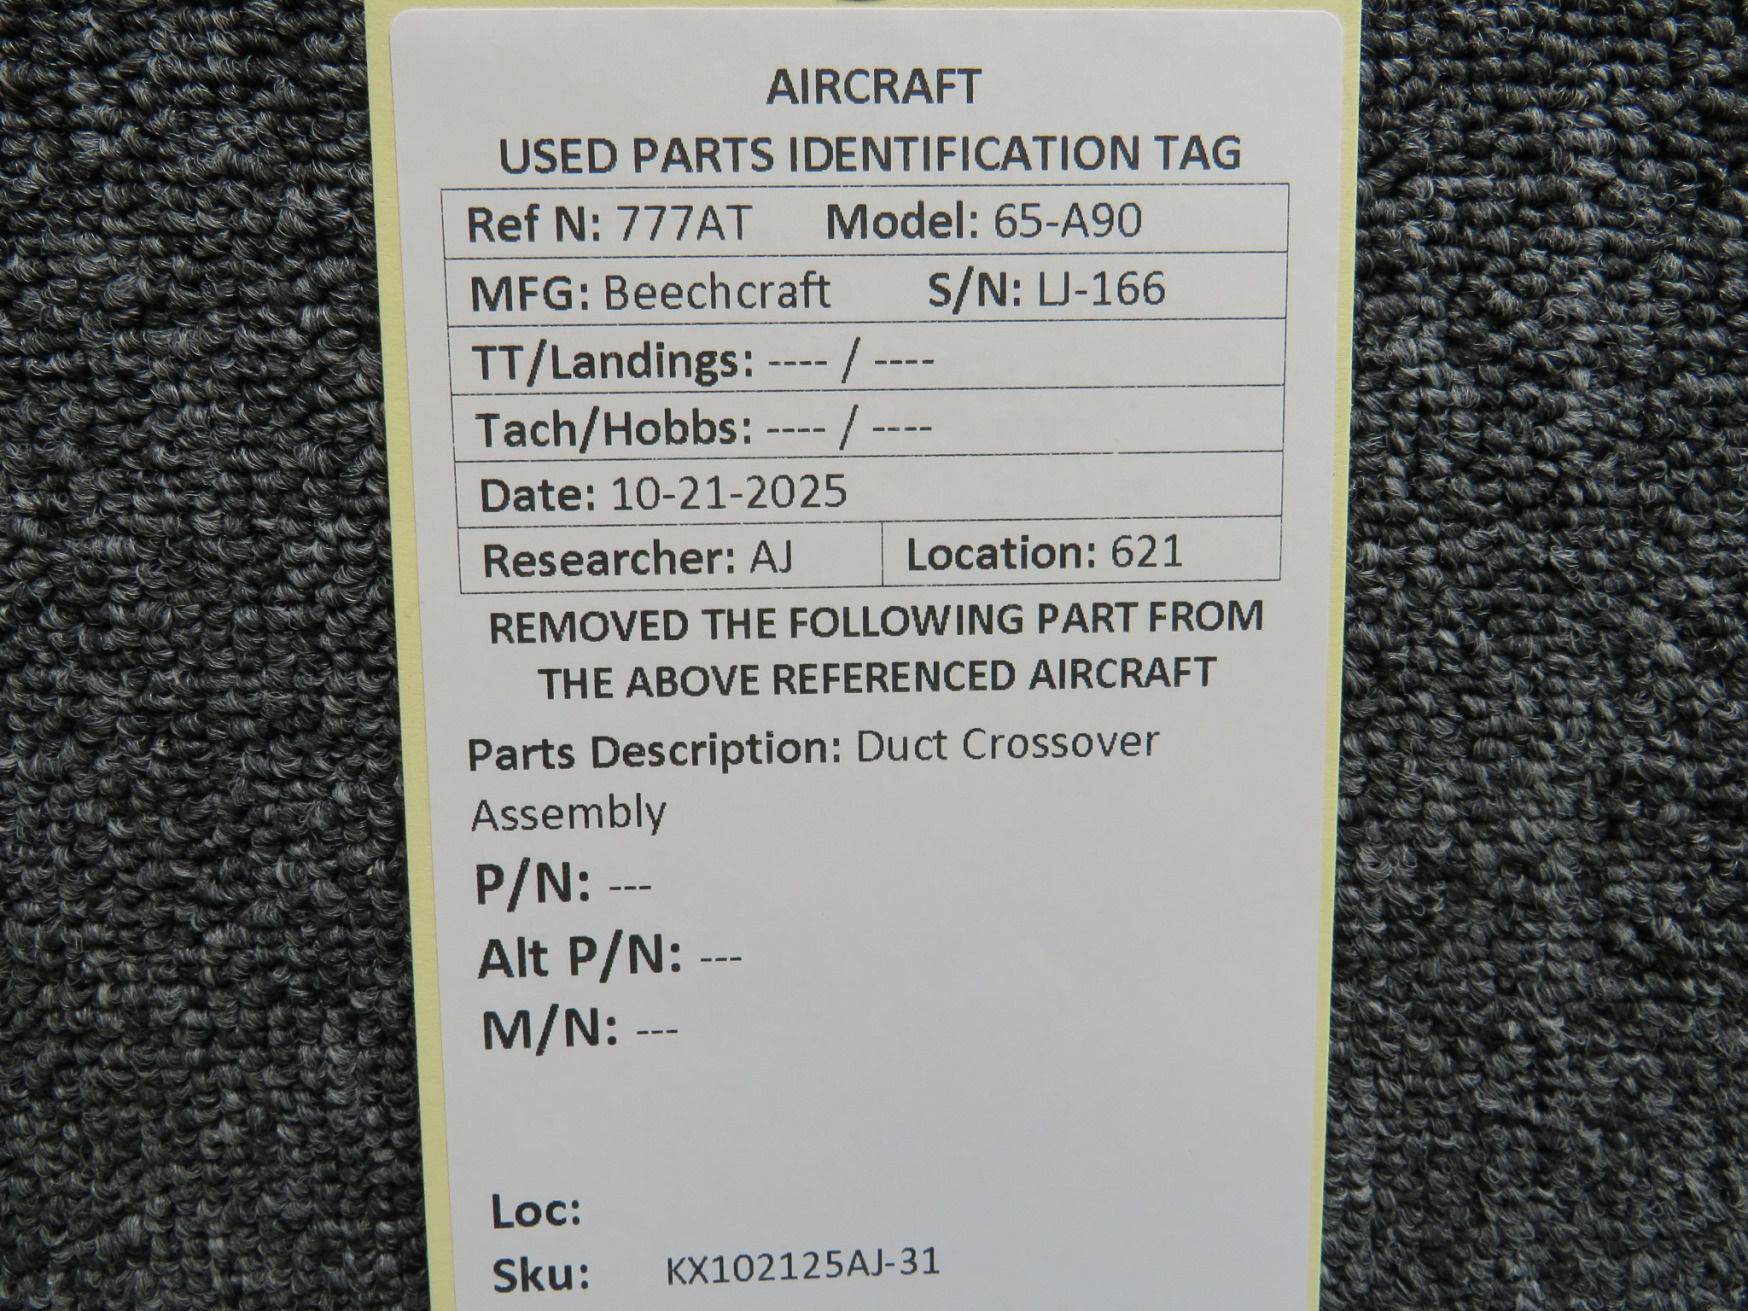 AIRCRAFT
USED PARTS IDENTIFICATION TAG
Ref N: 777AT Model: 65-A90
MFG: Beechcraft S/N: LJ-166
TT/Landings: ---- / ----
Tach/Hobbs: ---- / ----
Date: 10-21-2025
Researcher: AJ Location: 621
REMOVED THE FOLLOWING PART FROM
THE ABOVE REFERENCED AIRCRAFT
Parts Description: Duct Crossover
Assembly
P/N: ---
Alt P/N: ---
M/N: ---
Loc:
Sku: KX102125AJ-31